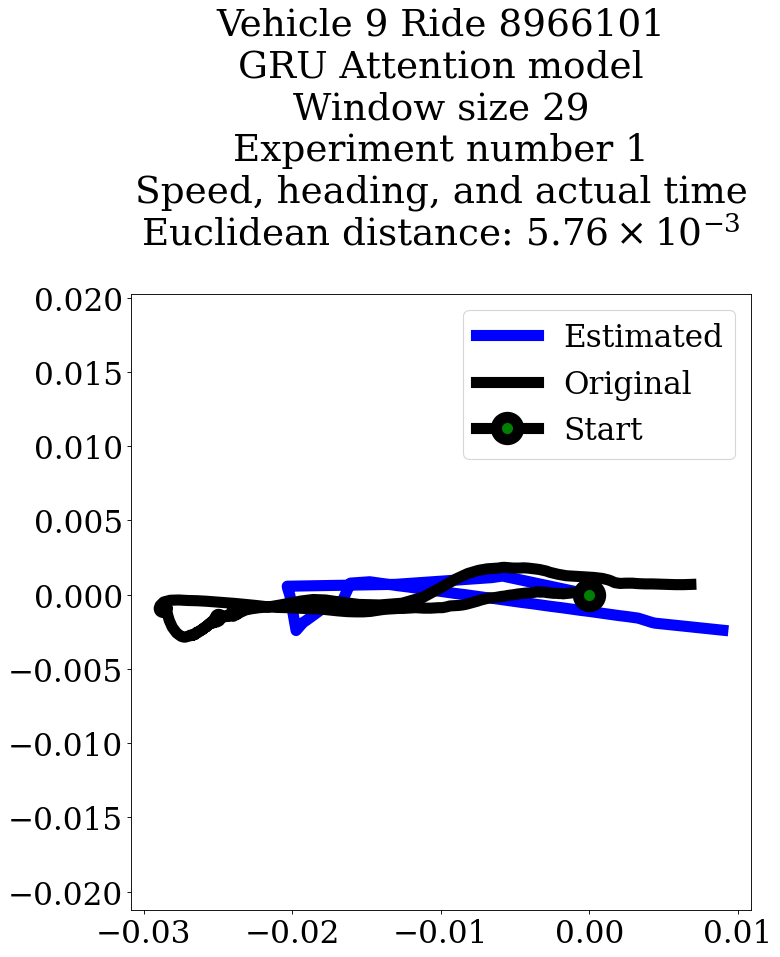 Vehicle 9 Ride 8966101
GRU Attention model
Window size 29
Experiment number 1
Speed, heading, and actual time
Euclidean distance: 5.76 × 10⁻³
Estimated
Original
Start
0.020
0.015
0.010
0.005
0.000
−0.005
−0.010
−0.015
−0.020
−0.03 −0.02 −0.01 0.00 0.01